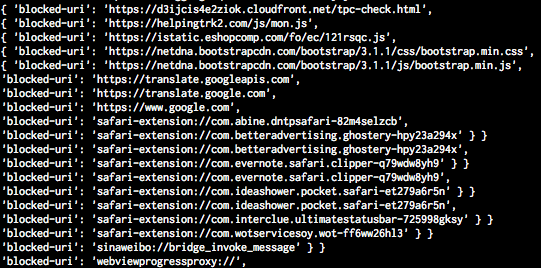 { 'blocked-uri': 'https://d3ijcis4e2ziok.cloudfront.net/tpc-check.html',
{ 'blocked-uri': 'https://helpingtrk2.com/js/mon.js',
{ 'blocked-uri': 'https://istatic.eshopcomp.com/fo/ec/121rsqc.js',
{ 'blocked-uri': 'https://netdna.bootstrapcdn.com/bootstrap/3.1.1/css/bootstrap.min.css',
{ 'blocked-uri': 'https://netdna.bootstrapcdn.com/bootstrap/3.1.1/js/bootstrap.min.js',
'blocked-uri': 'https://translate.googleapis.com',
'blocked-uri': 'https://translate.google.com',
'blocked-uri': 'https://www.google.com',
'blocked-uri': 'safari-extension://com.abine.dntpsafari-82m4selzcb',
'blocked-uri': 'safari-extension://com.betteradvertising.ghostery-hpy23a294x' } }
'blocked-uri': 'safari-extension://com.betteradvertising.ghostery-hpy23a294x',
'blocked-uri': 'safari-extension://com.evernote.safari.clipper-q79wdw8yh9' } }
'blocked-uri': 'safari-extension://com.evernote.safari.clipper-q79wdw8yh9',
'blocked-uri': 'safari-extension://com.ideashower.pocket.safari-et279a6r5n' } }
'blocked-uri': 'safari-extension://com.ideashower.pocket.safari-et279a6r5n',
'blocked-uri': 'safari-extension://com.interclue.ultimatestatusbar-725998gksy' } }
'blocked-uri': 'safari-extension://com.wotservicesoy.wot-ff6ww26hl3' } }
'blocked-uri': 'sinaweibo://bridge_invoke_message' } }
'blocked-uri': 'webviewprogressproxy://',